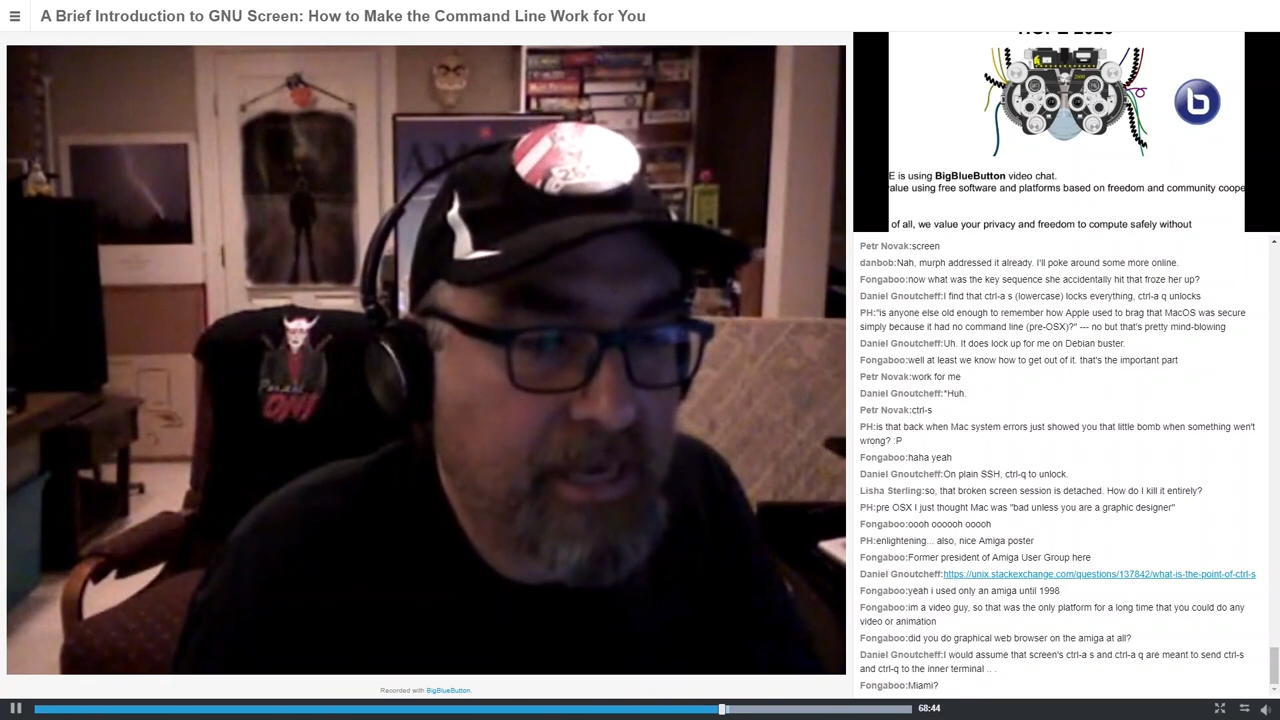 A Brief Introduction to GNU Screen: How to Make the Command Line Work for You
HOPE 2020
E is using BigBlueButton video chat.
value using free software and platforms based on freedom and community coope
of all, we value your privacy and freedom to compute safely without
Petr Novak:screen
danbob:Nah, murph addressed it already. I'll poke around some more online.
Fongaboo:now what was the key sequence she accidentally hit that froze her up?
Daniel Gnoutcheff:I find that ctrl-a s (lowercase) locks everything, ctrl-a q unlocks
PH:"is anyone else old enough to remember how Apple used to brag that MacOS was secure
simply because it had no command line (pre-OSX)?" --- no but that's pretty mind-blowing
Daniel Gnoutcheff:Uh. It does lock up for me on Debian buster.
Fongaboo:well at least we know how to get out of it. that's the important part
Petr Novak:work for me
Daniel Gnoutcheff:*Huh.
Petr Novak:ctrl-s
PH:is that back when Mac system errors just showed you that little bomb when something wen't
wrong? :P
Fongaboo:haha yeah
Daniel Gnoutcheff:On plain SSH, ctrl-q to unlock.
Lisha Sterling:so, that broken screen session is detached. How do I kill it entirely?
PH:pre OSX I just thought Mac was "bad unless you are a graphic designer"
Fongaboo:oooh oooooh ooooh
PH:enlightening... also, nice Amiga poster
Fongaboo:Former president of Amiga User Group here
Daniel Gnoutcheff:https://unix.stackexchange.com/questions/137842/what-is-the-point-of-ctrl-s
Fongaboo:yeah i used only an amiga until 1998
Fongaboo:im a video guy, so that was the only platform for a long time that you could do any
video or animation
Fongaboo:did you do graphical web browser on the amiga at all?
Daniel Gnoutcheff:I would assume that screen's ctrl-a s and ctrl-a q are meant to send ctrl-s
and ctrl-q to the inner terminal .. .
Fongaboo:Miami?
Recorded with BigBlueButton.
68:44